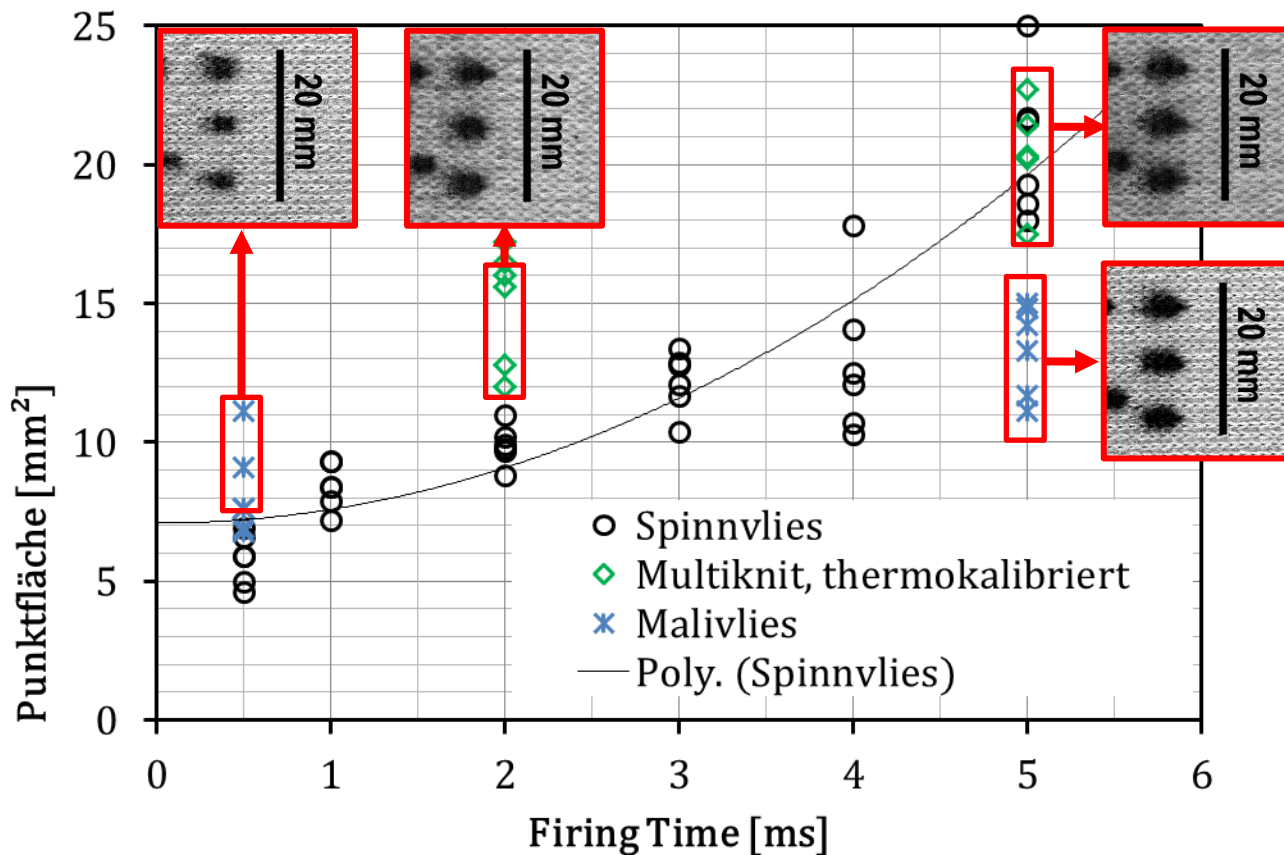 25
20
15
10
5
0
Punktfläche [mm²]
20 mm
20 mm
20 mm
20 mm
Spinnvlies
Multiknit, thermokalibriert
Malivlies
Poly. (Spinnvlies)
0 1 2 3 4 5 6
Firing Time [ms]